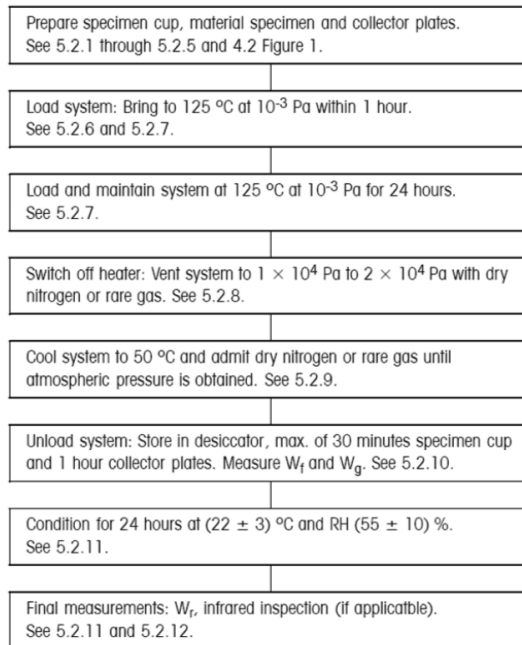 Prepare specimen cup, material specimen and collector plates.
See 5.2.1 through 5.2.5 and 4.2 Figure 1.
Load system: Bring to 125 ºC at 10-3 Pa within 1 hour.
See 5.2.6 and 5.2.7.
Load and maintain system at 125 ºC at 10-3 Pa for 24 hours.
See 5.2.7.
Switch off heater: Vent system to 1 × 104 Pa to 2 × 104 Pa with dry
nitrogen or rare gas. See 5.2.8.
Cool system to 50 ºC and admit dry nitrogen or rare gas until
atmospheric pressure is obtained. See 5.2.9.
Unload system: Store in desiccator, max. of 30 minutes specimen cup
and 1 hour collector plates. Measure Wf and Wg. See 5.2.10.
Condition for 24 hours at (22 ± 3) ºC and RH (55 ± 10) %.
See 5.2.11.
Final measurements: Wr, infrared inspection (if applicatble).
See 5.2.11 and 5.2.12.